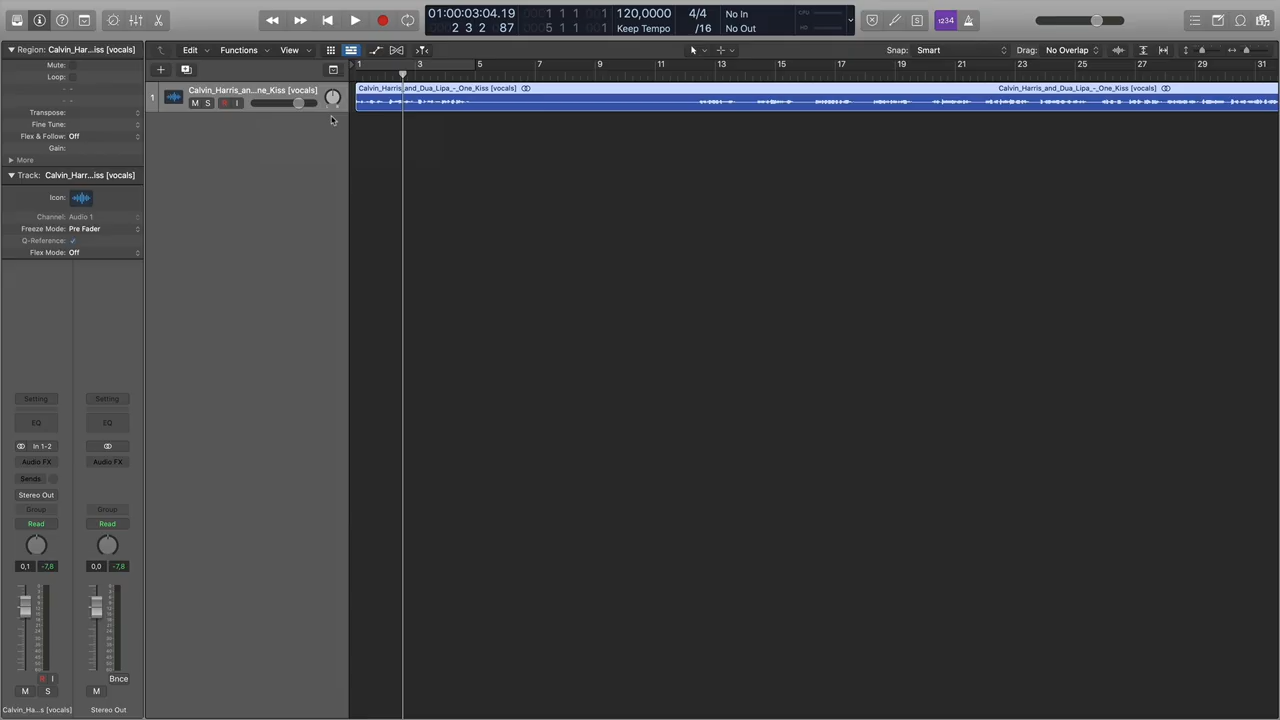 01:00:03:04.19
2 3 2 87
1 1 1
5 1 1
120,0000
Keep Tempo
4/4
/16
No In
No Out
CPU
HD
1234
Region: Calvin_Har...iss [vocals]
Mute:
Loop:
Transpose:
Fine Tune:
Flex & Follow: Off
Gain:
More
Track: Calvin_Harr...iss [vocals]
Icon:
Channel: Audio 1
Freeze Mode: Pre Fader
Q-Reference: ✓
Flex Mode: Off
Edit Functions View
Snap: Smart
Drag: No Overlap
1 3 5 7 9 11 13 15 17 19 21 23 25 27 29 31
1
Calvin_Harris_an...ne_Kiss [vocals]
M S R I
L R
Calvin_Harris_and_Dua_Lipa_-_One_Kiss [vocals]
Calvin_Harris_and_Dua_Lipa_-_One_Kiss [vocals]
Setting Setting
EQ EQ
In 1-2
Audio FX Audio FX
Sends
Stereo Out
Group Group
Read Read
0,1 -7,8 0,0 -7,8
R I Bnce
M S M
Calvin_Ha...s [vocals] Stereo Out